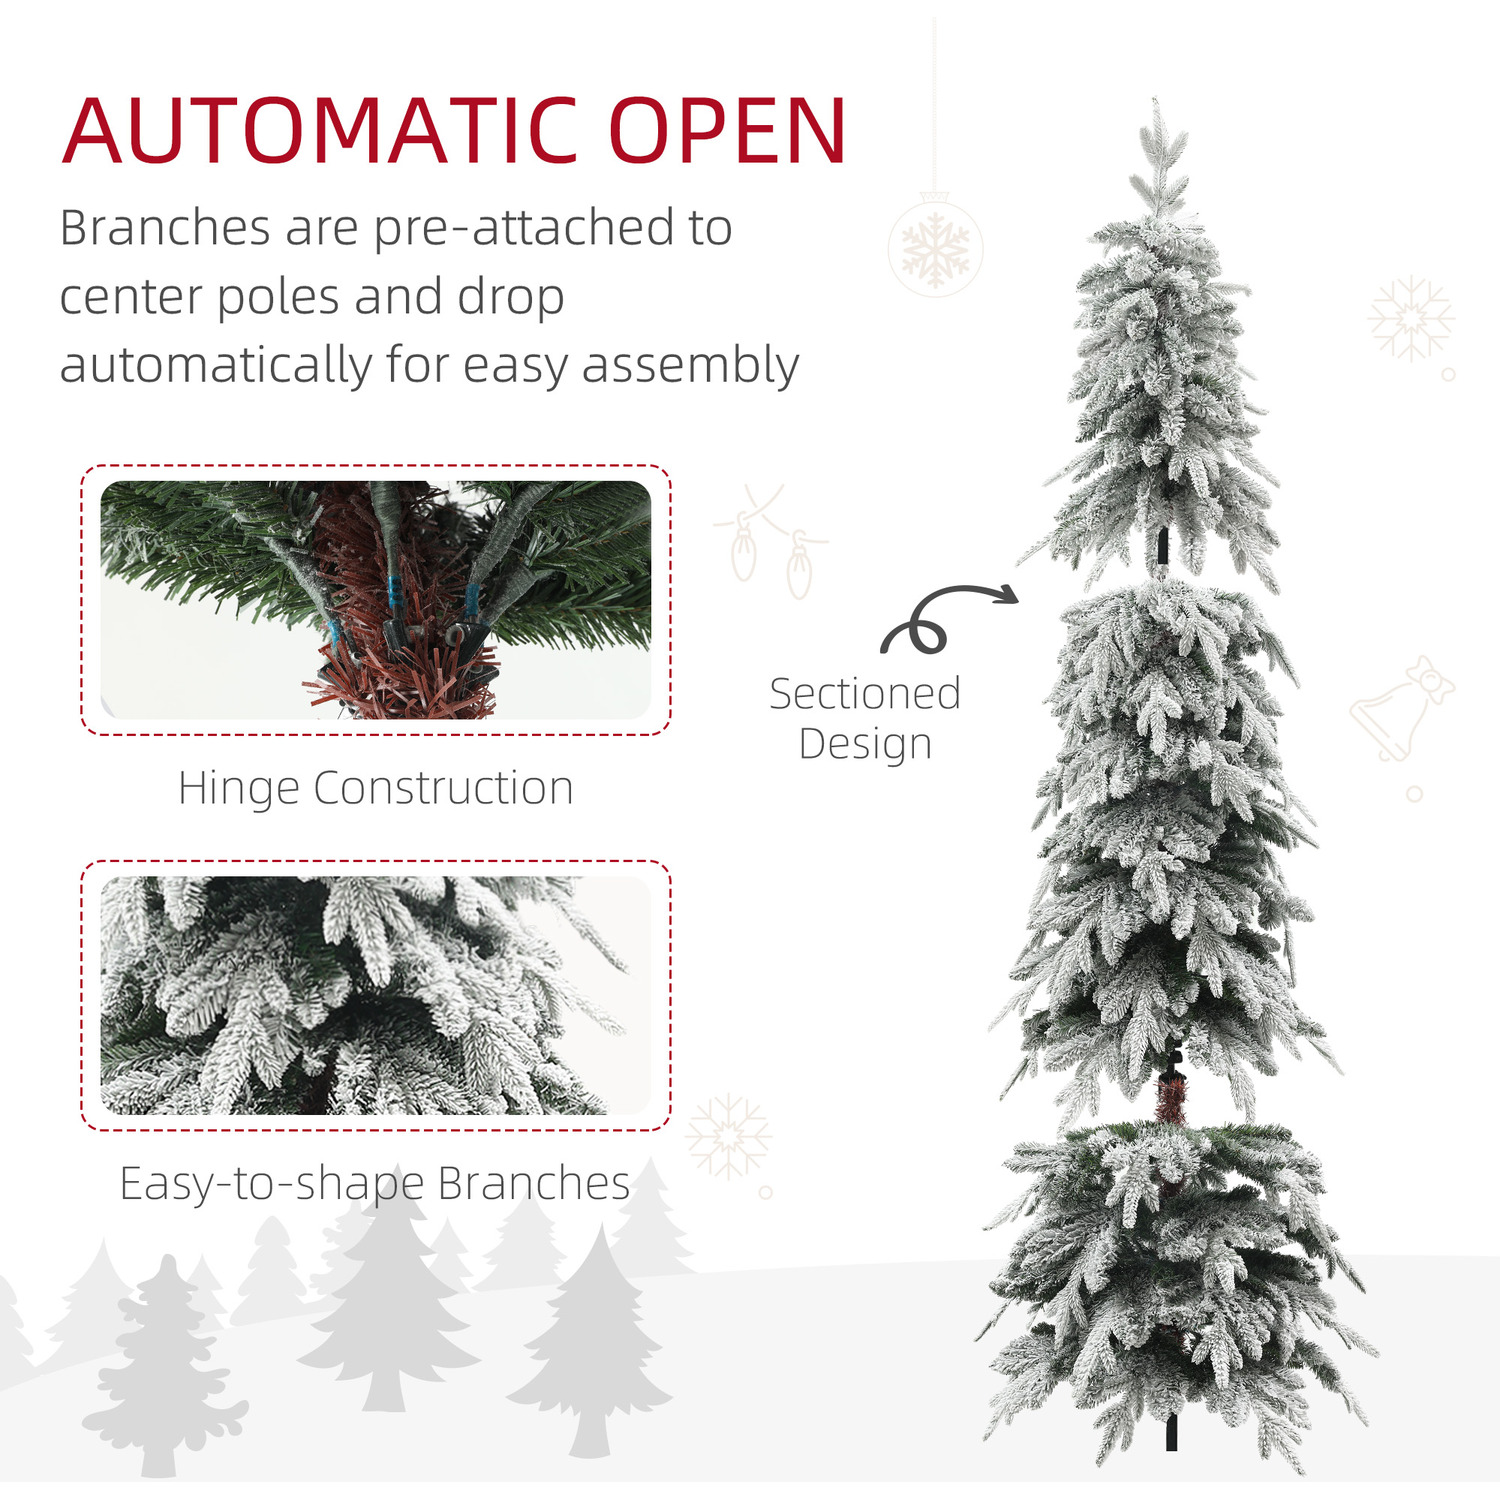 AUTOMATIC OPEN
Branches are pre-attached to
center poles and drop
automatically for easy assembly
Hinge Construction
Sectioned
Design
Easy-to-shape Branches